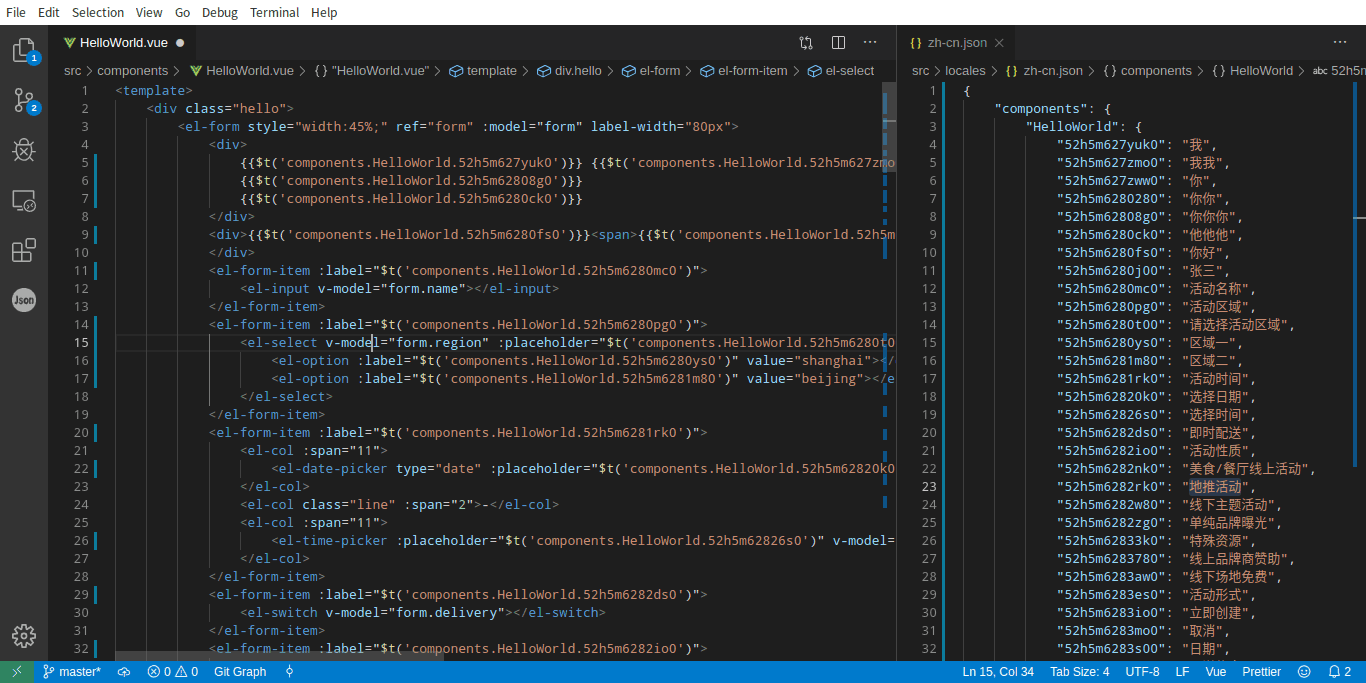 File Edit Selection View Go Debug Terminal Help
HelloWorld.vue
src > components > HelloWorld.vue > {} "HelloWorld.vue" > template > div.hello > el-form > el-form-item > el-select
1 <template>
2 <div class="hello">
3 <el-form style="width:45%;" ref="form" :model="form" label-width="80px">
4 <div>
5 {{$t('components.HelloWorld.52h5m627yuk0')}} {{$t('components.HelloWorld.52h5m627zmo
6 {{$t('components.HelloWorld.52h5m62808g0')}}
7 {{$t('components.HelloWorld.52h5m6280ck0')}}
8 </div>
9 <div>{{$t('components.HelloWorld.52h5m6280fs0')}}<span>{{$t('components.HelloWorld.52h5m
10 </div>
11 <el-form-item :label="$t('components.HelloWorld.52h5m6280mc0')">
12 <el-input v-model="form.name"></el-input>
13 </el-form-item>
14 <el-form-item :label="$t('components.HelloWorld.52h5m6280pg0')">
15 <el-select v-model="form.region" :placeholder="$t('components.HelloWorld.52h5m6280t0
16 <el-option :label="$t('components.HelloWorld.52h5m6280ys0')" value="shanghai"></
17 <el-option :label="$t('components.HelloWorld.52h5m6281m80')" value="beijing"></e
18 </el-select>
19 </el-form-item>
20 <el-form-item :label="$t('components.HelloWorld.52h5m6281rk0')">
21 <el-col :span="11">
22 <el-date-picker type="date" :placeholder="$t('components.HelloWorld.52h5m62820k0
23 </el-col>
24 <el-col class="line" :span="2">-</el-col>
25 <el-col :span="11">
26 <el-time-picker :placeholder="$t('components.HelloWorld.52h5m62826s0')" v-model=
27 </el-col>
28 </el-form-item>
29 <el-form-item :label="$t('components.HelloWorld.52h5m6282ds0')">
30 <el-switch v-model="form.delivery"></el-switch>
31 </el-form-item>
32 <el-form-item :label="$t('components.HelloWorld.52h5m6282io0')">
{} zh-cn.json
src > locales > {} zh-cn.json > {} components > {} HelloWorld > abc 52h5m
1 {
2 "components": {
3 "HelloWorld": {
4 "52h5m627yuk0": "我",
5 "52h5m627zmo0": "我我",
6 "52h5m627zww0": "你",
7 "52h5m6280280": "你你",
8 "52h5m62808g0": "你你你",
9 "52h5m6280ck0": "他他他",
10 "52h5m6280fs0": "你好",
11 "52h5m6280j00": "张三",
12 "52h5m6280mc0": "活动名称",
13 "52h5m6280pg0": "活动区域",
14 "52h5m6280t00": "请选择活动区域",
15 "52h5m6280ys0": "区域一",
16 "52h5m6281m80": "区域二",
17 "52h5m6281rk0": "活动时间",
18 "52h5m62820k0": "选择日期",
19 "52h5m62826s0": "选择时间",
20 "52h5m6282ds0": "即时配送",
21 "52h5m6282io0": "活动性质",
22 "52h5m6282nk0": "美食/餐厅线上活动",
23 "52h5m6282rk0": "地推活动",
24 "52h5m6282w80": "线下主题活动",
25 "52h5m6282zg0": "单纯品牌曝光",
26 "52h5m62833k0": "特殊资源",
27 "52h5m6283780": "线上品牌商赞助",
28 "52h5m6283aw0": "线下场地免费",
29 "52h5m6283es0": "活动形式",
30 "52h5m6283io0": "立即创建",
31 "52h5m6283mo0": "取消",
32 "52h5m6283s00": "日期",
1
2
Json
master* 0 0 Git Graph Ln 15, Col 34 Tab Size: 4 UTF-8 LF Vue Prettier 2